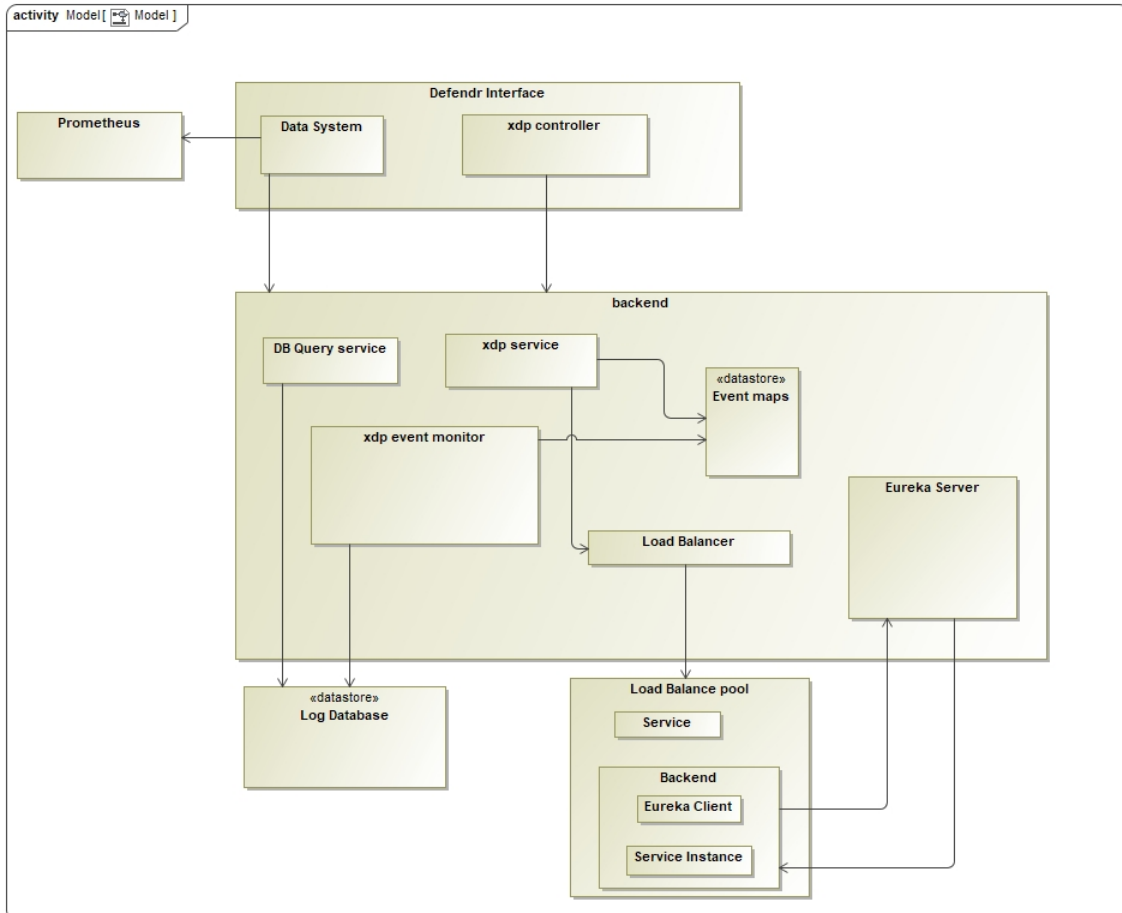 activity Model[ Model ]
Defendr Interface
Prometheus
Data System
xdp controller
backend
DB Query service
xdp service
«datastore»
Event maps
xdp event monitor
Eureka Server
Load Balancer
«datastore»
Log Database
Load Balance pool
Service
Backend
Eureka Client
Service Instance